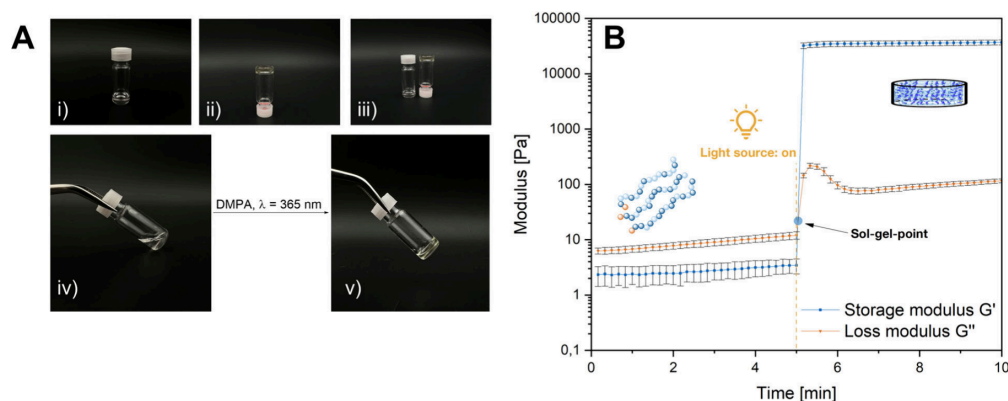 A
i)
ii)
iii)
iv)
DMPA, λ = 365 nm
v)
B
100000
10000
1000
100
10
1
0,1
Modulus [Pa]
Light source: on
Sol-gel-point
Storage modulus G'
Loss modulus G''
0
2
4
6
8
10
Time [min]